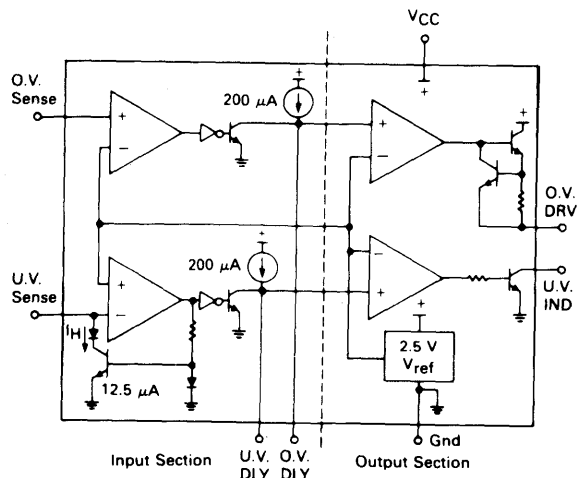 VCC
O.V.
Sense
200 μA
+
+
+
-
+
-
+
O.V.
DRV
200 μA
+
U.V.
Sense
+
-
-
+
U.V.
IND
IH
12.5 μA
+
2.5 V
Vref
Gnd
Input Section
U.V.
DLY
O.V.
DLY
Output Section